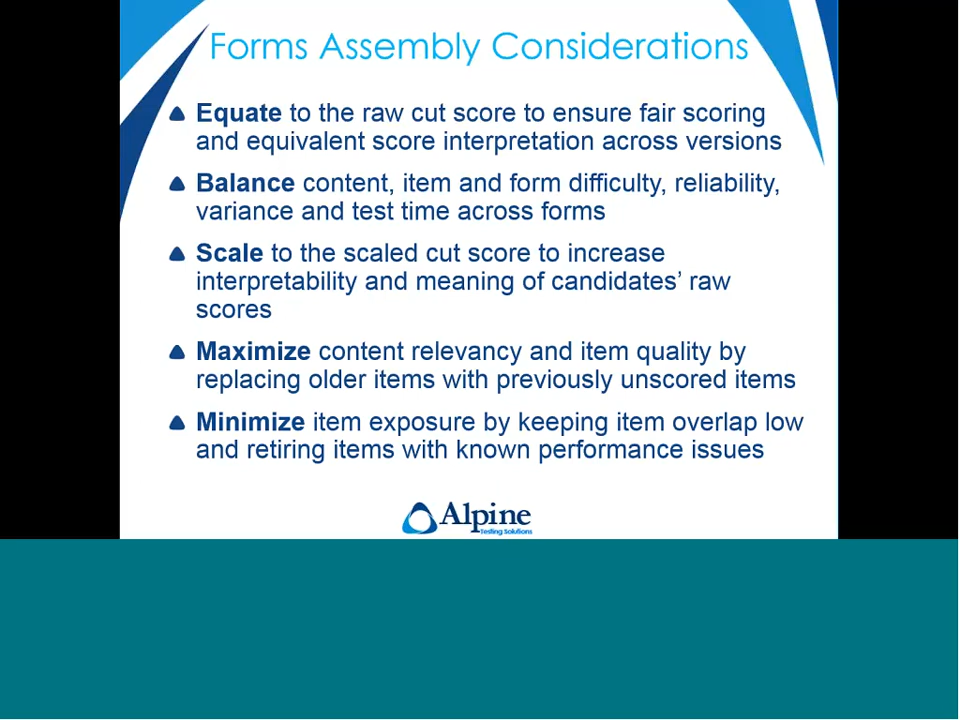 Forms Assembly Considerations
Equate to the raw cut score to ensure fair scoring
and equivalent score interpretation across versions
Balance content, item and form difficulty, reliability,
variance and test time across forms
Scale to the scaled cut score to increase
interpretability and meaning of candidates’ raw
scores
Maximize content relevancy and item quality by
replacing older items with previously unscored items
Minimize item exposure by keeping item overlap low
and retiring items with known performance issues
Alpine
Testing Solutions